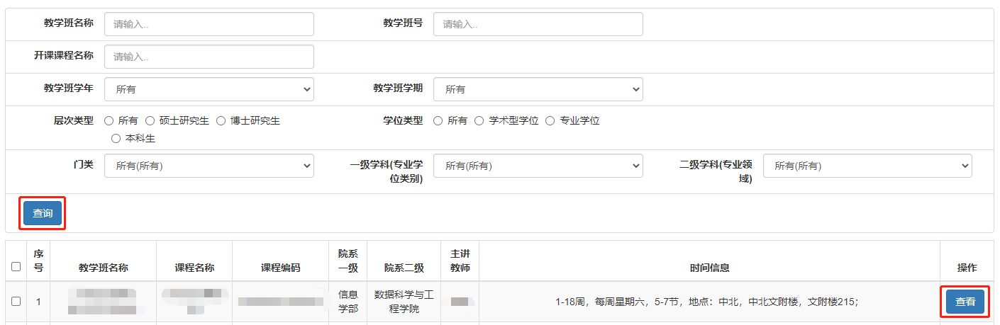 教学班名称 请输入.. 教学班号 请输入..
开课课程名称 请输入..
教学班学年 所有 教学班学期 所有
层次类型 所有 硕士研究生 博士研究生 学位类型 所有 学术型学位 专业学位
本科生
门类 所有(所有) 一级学科(专业学 所有(所有) 二级学科(专业领 所有(所有)
位类别) 域)
查询
序 院系 主讲
号 教学班名称 课程名称 课程编码 一级 院系二级 教师 时间信息 操作
信息 数据科学与工
1 1-18周，每周星期六，5-7节，地点：中北，中北文附楼，文附楼215； 查看
学部 程学院